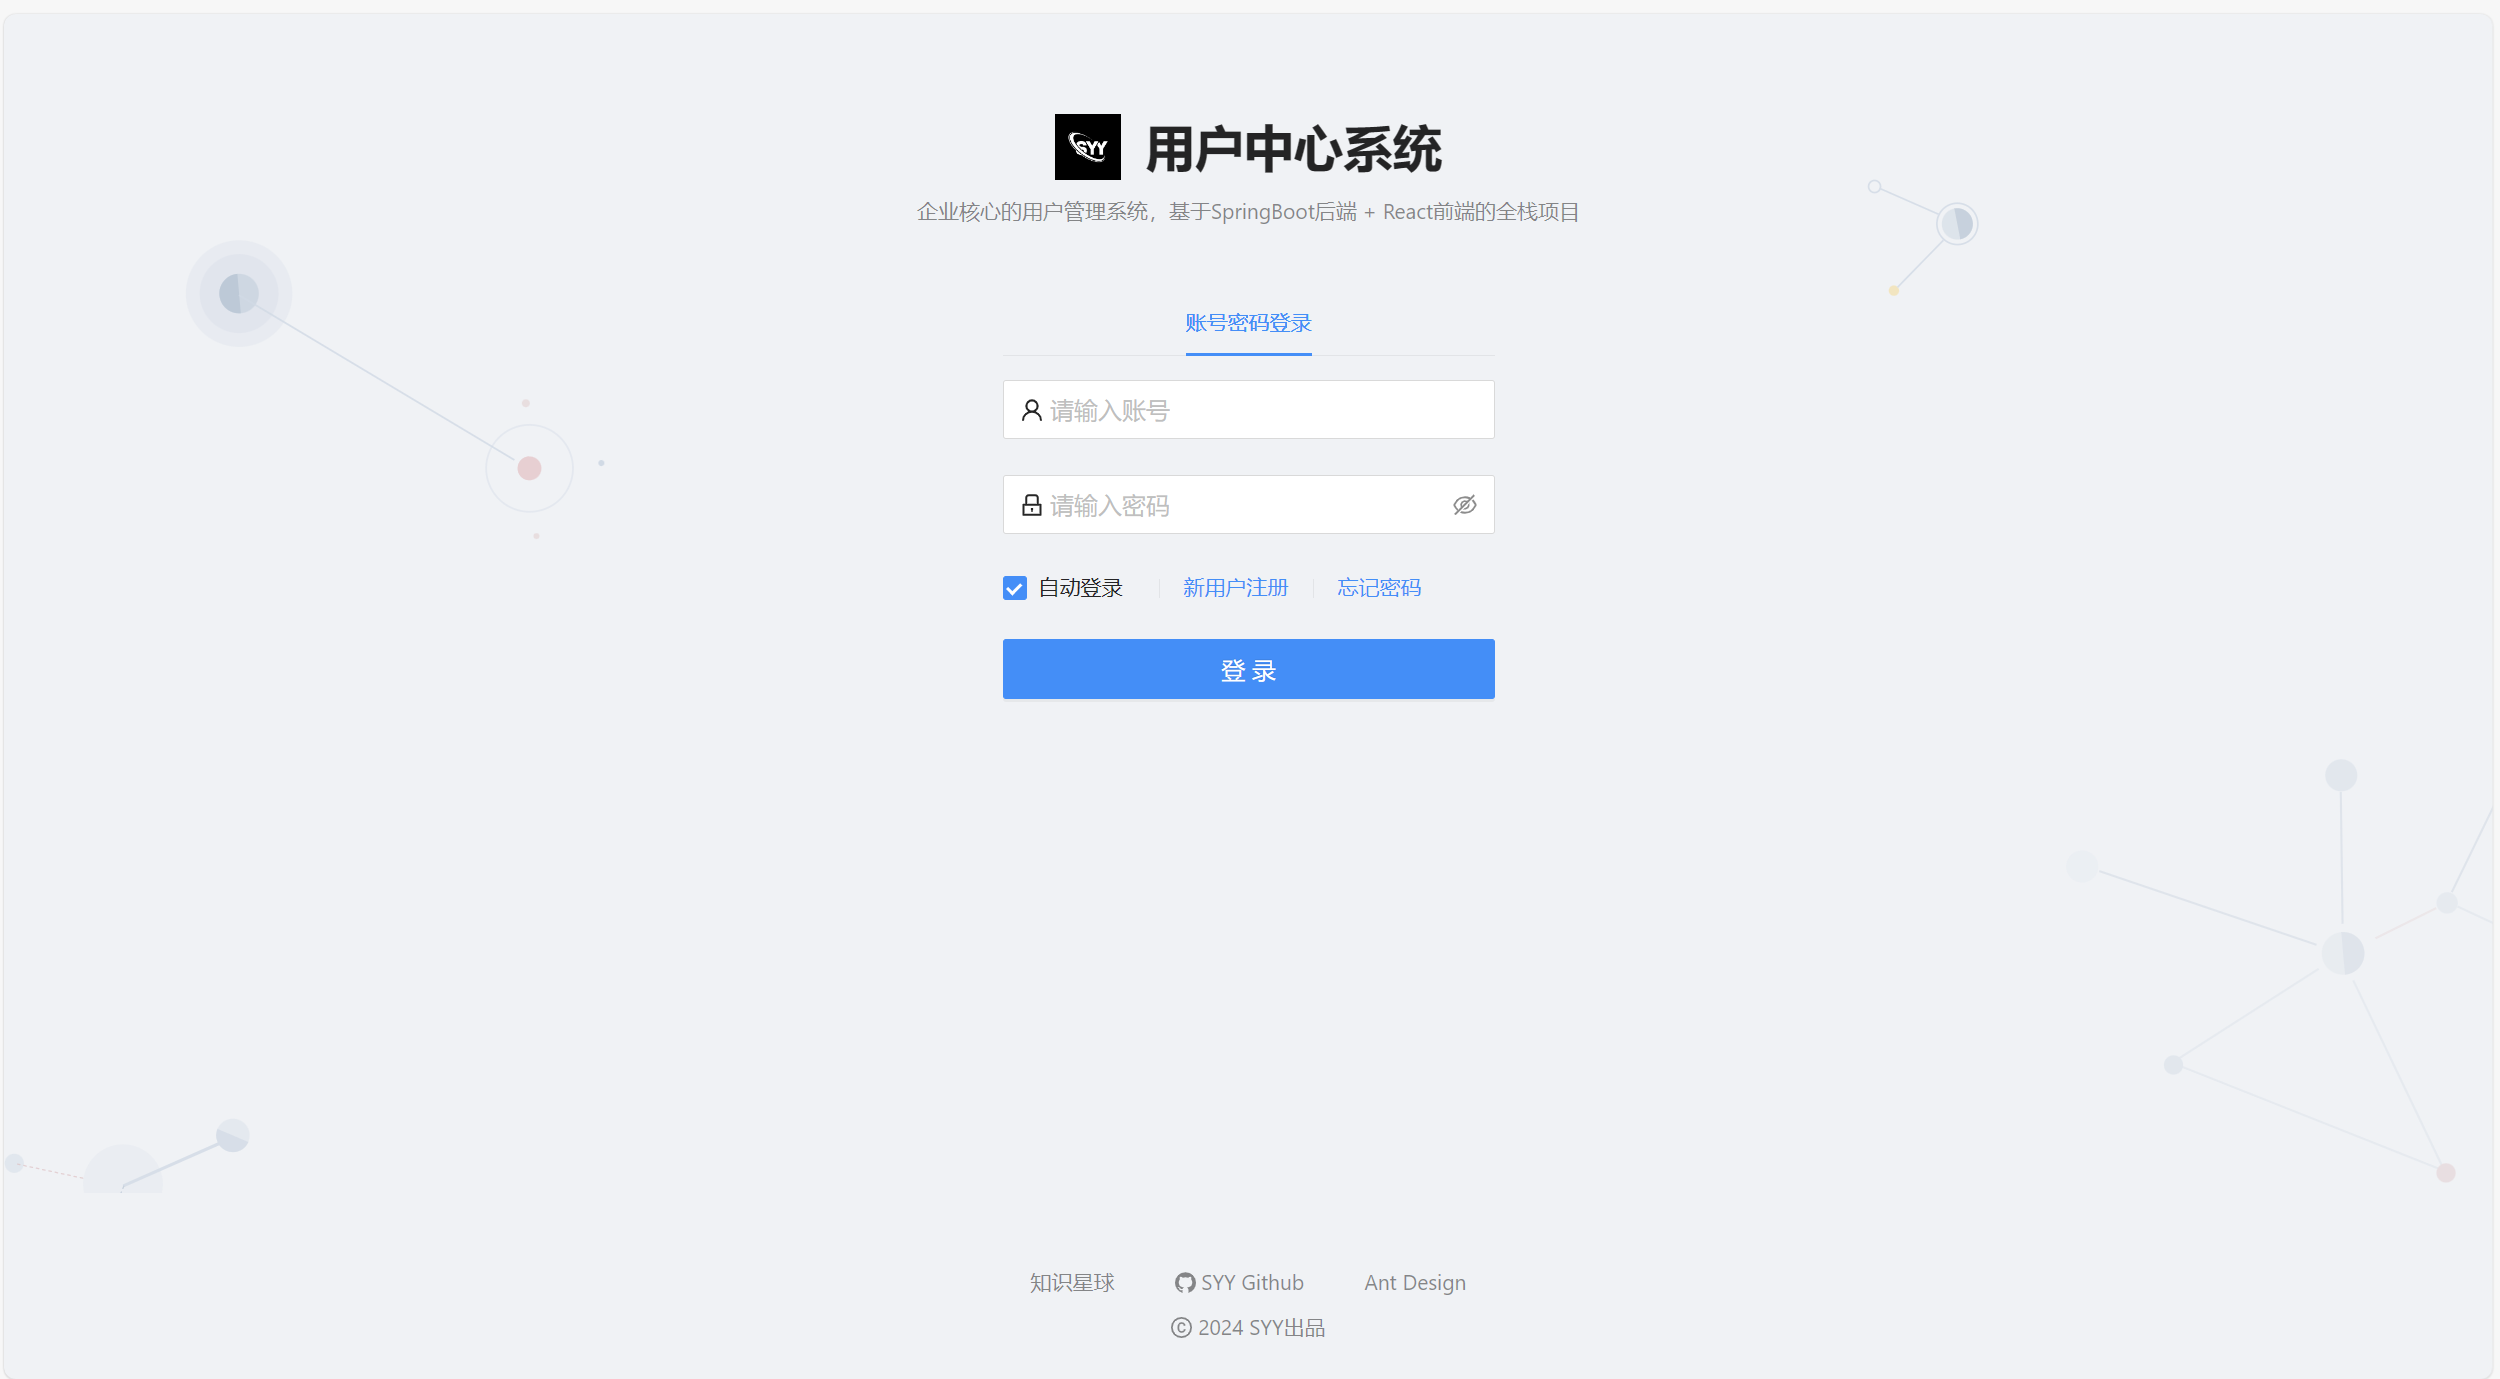 SYY 用户中心系统
企业核心的用户管理系统，基于SpringBoot后端 + React前端的全栈项目
账号密码登录
请输入账号
请输入密码
自动登录 新用户注册 忘记密码
登 录
知识星球 SYY Github Ant Design
© 2024 SYY出品